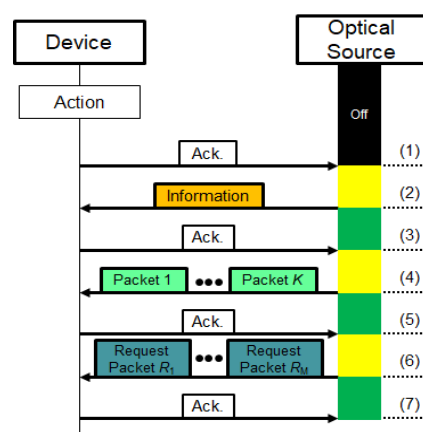 Device
Optical
Source
Action
Off
Ack.
(1)
Information
(2)
Ack.
(3)
Packet 1 ••• Packet K
(4)
Ack.
(5)
Request
Packet R1
•••
Request
Packet RM
(6)
Ack.
(7)